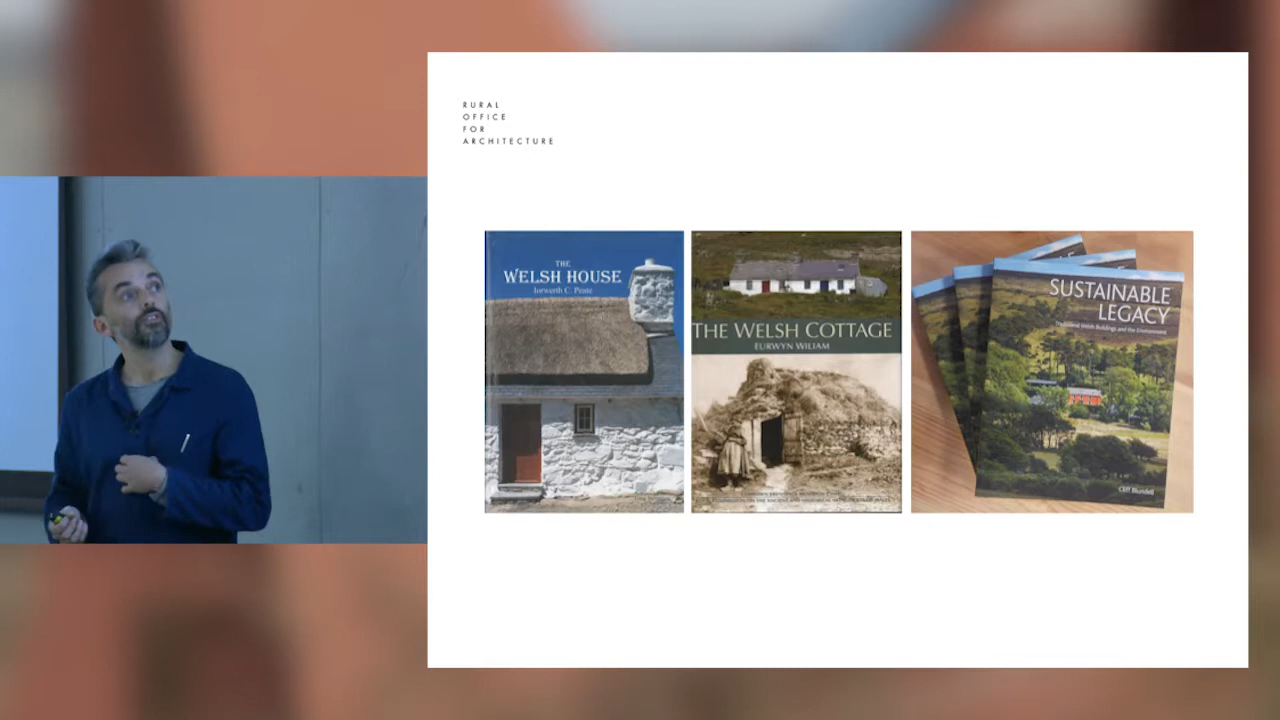 RURAL
OFFICE
FOR
ARCHITECTURE
THE
WELSH HOUSE
Iorwerth C. Peate
THE WELSH COTTAGE
EURWYN WILIAM
SUSTAINABLE
LEGACY
Traditional Welsh Buildings and the Environment
Cliff Blundell